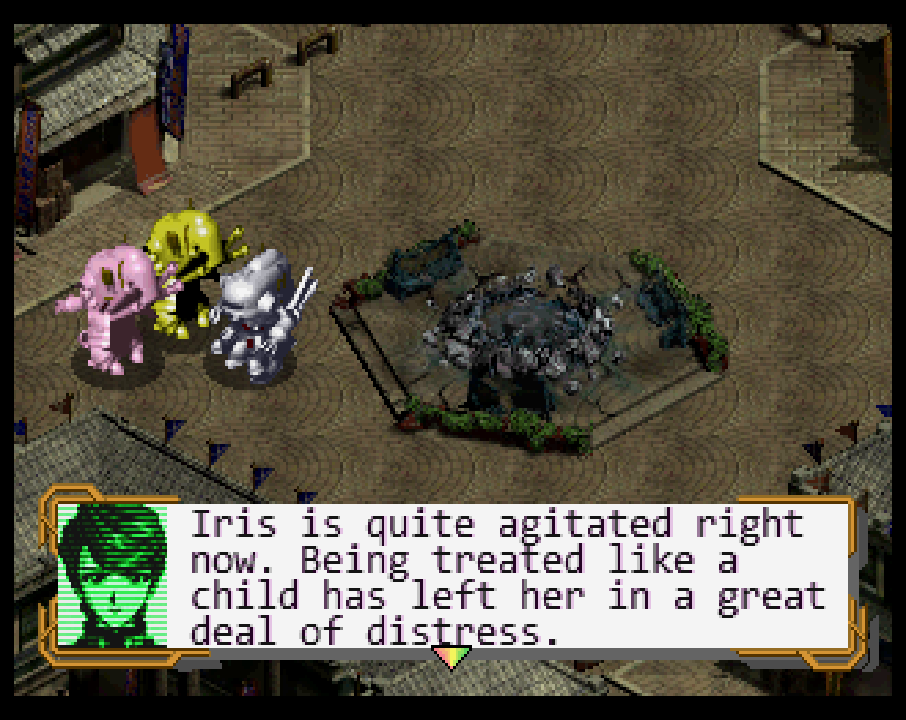 Iris is quite agitated right
now. Being treated like a
child has left her in a great
deal of distress.